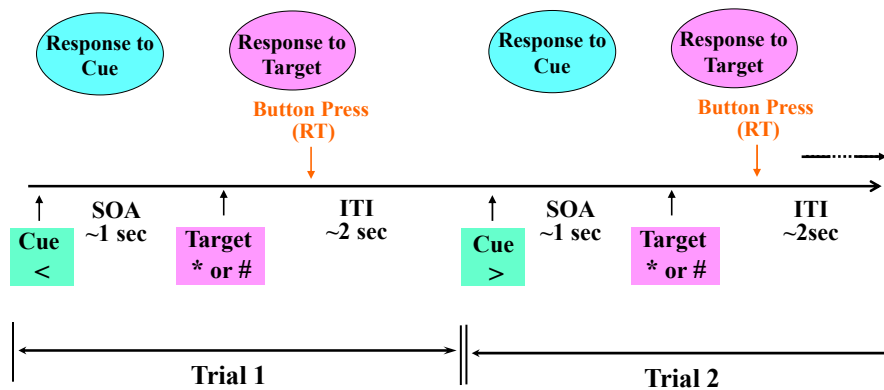 Response to
Cue
Response to
Target
Response to
Cue
Response to
Target
Button Press
(RT)
Button Press
(RT)
SOA
~1 sec
ITI
~2 sec
SOA
~1 sec
ITI
~2sec
Cue
<
Target
* or #
Cue
>
Target
* or #
Trial 1
Trial 2